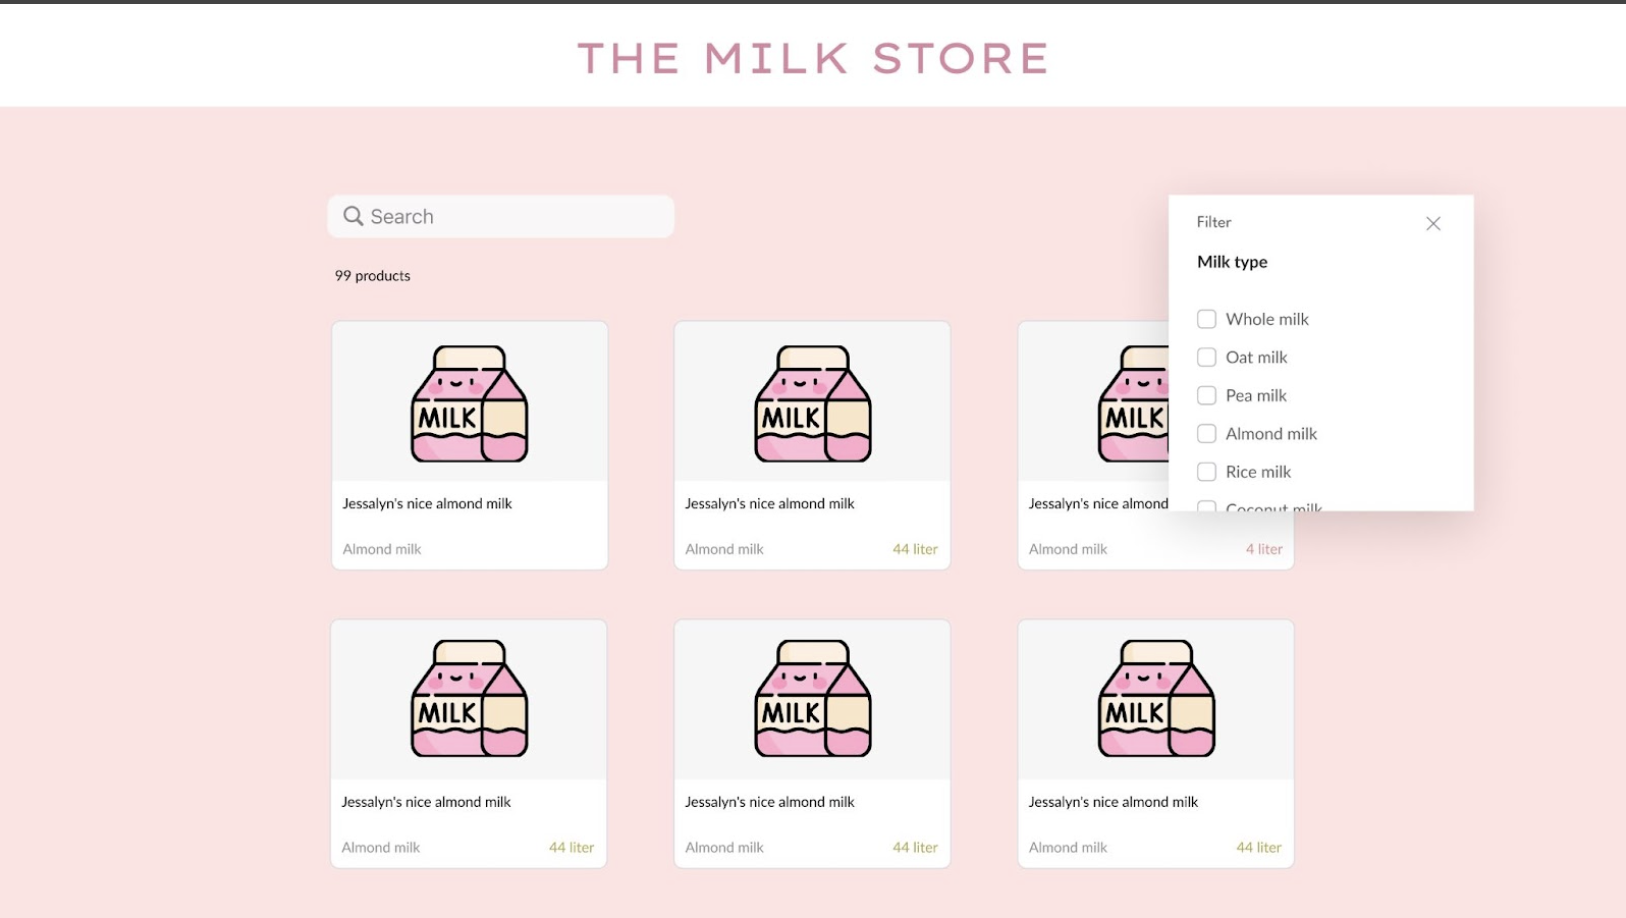 THE MILK STORE
Search
99 products
Filter
Milk type
Whole milk
Oat milk
Pea milk
Almond milk
Rice milk
Coconut milk
MILK
MILK
MILK
Jessalyn's nice almond milk
Jessalyn's nice almond milk
Jessalyn's nice almond
Almond milk
Almond milk
44 liter
Almond milk
4 liter
MILK
MILK
MILK
Jessalyn's nice almond milk
Jessalyn's nice almond milk
Jessalyn's nice almond milk
Almond milk
44 liter
Almond milk
44 liter
Almond milk
44 liter